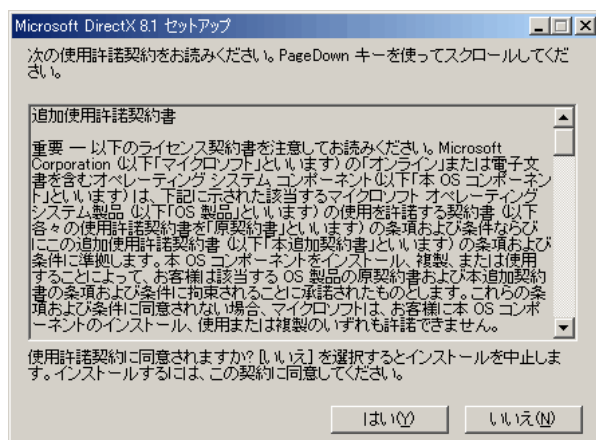 Microsoft DirectX 8.1 セットアップ
次の使用許諾契約をお読みください。PageDown キーを使ってスクロールしてくだ
さい。
追加使用許諾契約書
重要 ― 以下のライセンス契約書を注意してお読みください。Microsoft
Corporation (以下「マイクロソフト」といいます) の「オンライン」または電子文
書を含むオペレーティング システム コンポーネント(以下「本 OS コンポーネン
ト」といいます) は、下記に示された該当するマイクロソフト オペレーティング
システム製品 (以下「OS 製品」といいます) の使用を許諾する契約書 (以下
各々の使用許諾契約書を「原契約書」といいます) の条項および条件ならび
にこの追加使用許諾契約書 (以下「本追加契約書」といいます) の条項および
条件に準拠します。本 OS コンポーネントをインストール、複製、または使用
することによって、お客様は該当する OS 製品の原契約書および本追加契約
書の条項および条件に拘束されることに承諾されたものとします。これらの条
項および条件に同意されない場合、マイクロソフトは、お客様に本 OS コンポ
ーネントのインストール、使用または複製のいずれも許諾できません。
使用許諾契約に同意されますか? [いいえ] を選択するとインストールを中止しま
す。インストールするには、この契約に同意してください。
はい(Y)
いいえ(N)